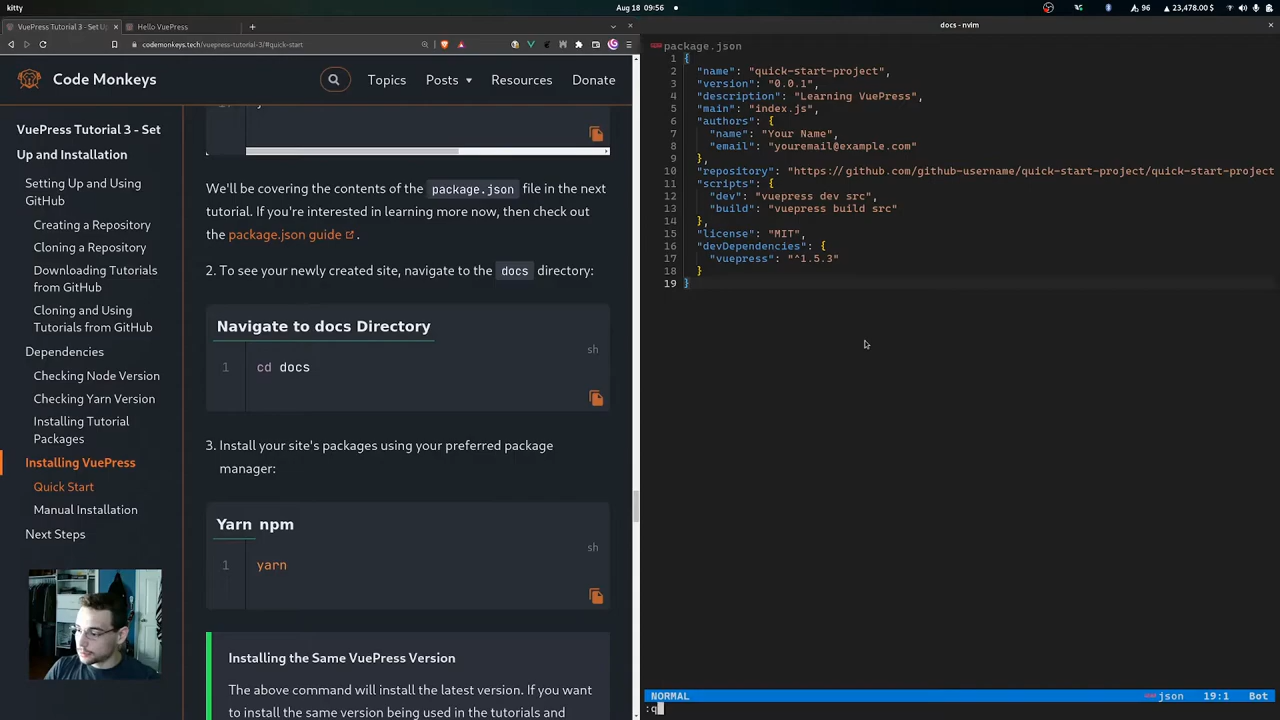 kitty
Aug 18 09:56
96
23,478.00
VuePress Tutorial 3 - Set U
Hello VuePress
docs - nvim
codemonkeys.tech/vuepress-tutorial-3/#quick-start
Code Monkeys
Topics
Posts
Resources
Donate
VuePress Tutorial 3 - Set
Up and Installation
Setting Up and Using
GitHub
Creating a Repository
Cloning a Repository
Downloading Tutorials
from GitHub
Cloning and Using
Tutorials from GitHub
Dependencies
Checking Node Version
Checking Yarn Version
Installing Tutorial
Packages
Installing VuePress
Quick Start
Manual Installation
Next Steps
We'll be covering the contents of the package.json file in the next
tutorial. If you're interested in learning more now, then check out
the package.json guide.
2. To see your newly created site, navigate to the docs directory:
Navigate to docs Directory
sh
1 cd docs
3. Install your site's packages using your preferred package
manager:
Yarn npm
sh
1 yarn
Installing the Same VuePress Version
The above command will install the latest version. If you want
to install the same version being used in the tutorials and
package.json
1 {
2 "name": "quick-start-project",
3 "version": "0.0.1",
4 "description": "Learning VuePress",
5 "main": "index.js",
6 "authors": {
7 "name": "Your Name",
8 "email": "youremail@example.com"
9 },
10 "repository": "https://github.com/github-username/quick-start-project/quick-start-project
11 "scripts": {
12 "dev": "vuepress dev src",
13 "build": "vuepress build src"
14 },
15 "license": "MIT",
16 "devDependencies": {
17 "vuepress": "^1.5.3"
18 }
19 }
NORMAL
json 19:1 Bot
:q